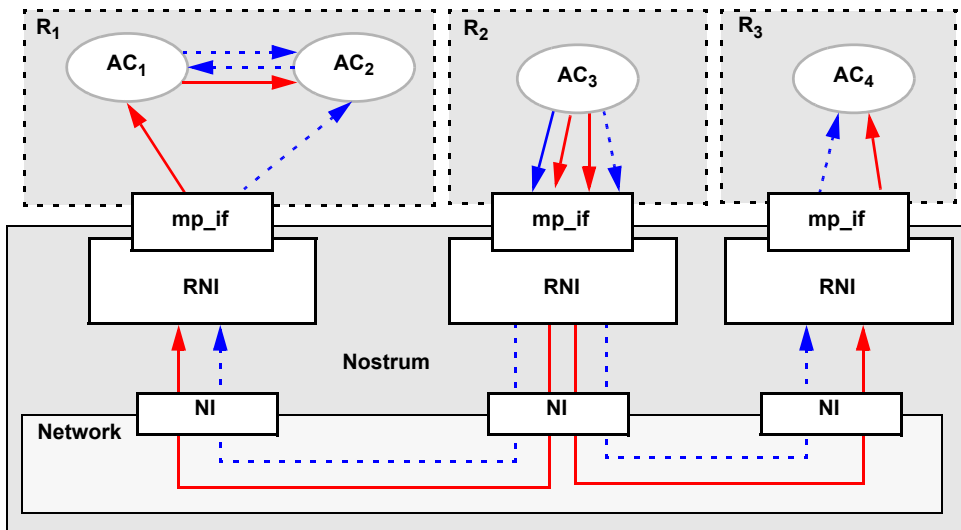 R1
R2
R3
AC1
AC2
AC3
AC4
mp_if
mp_if
mp_if
RNI
RNI
RNI
Nostrum
NI
NI
NI
Network